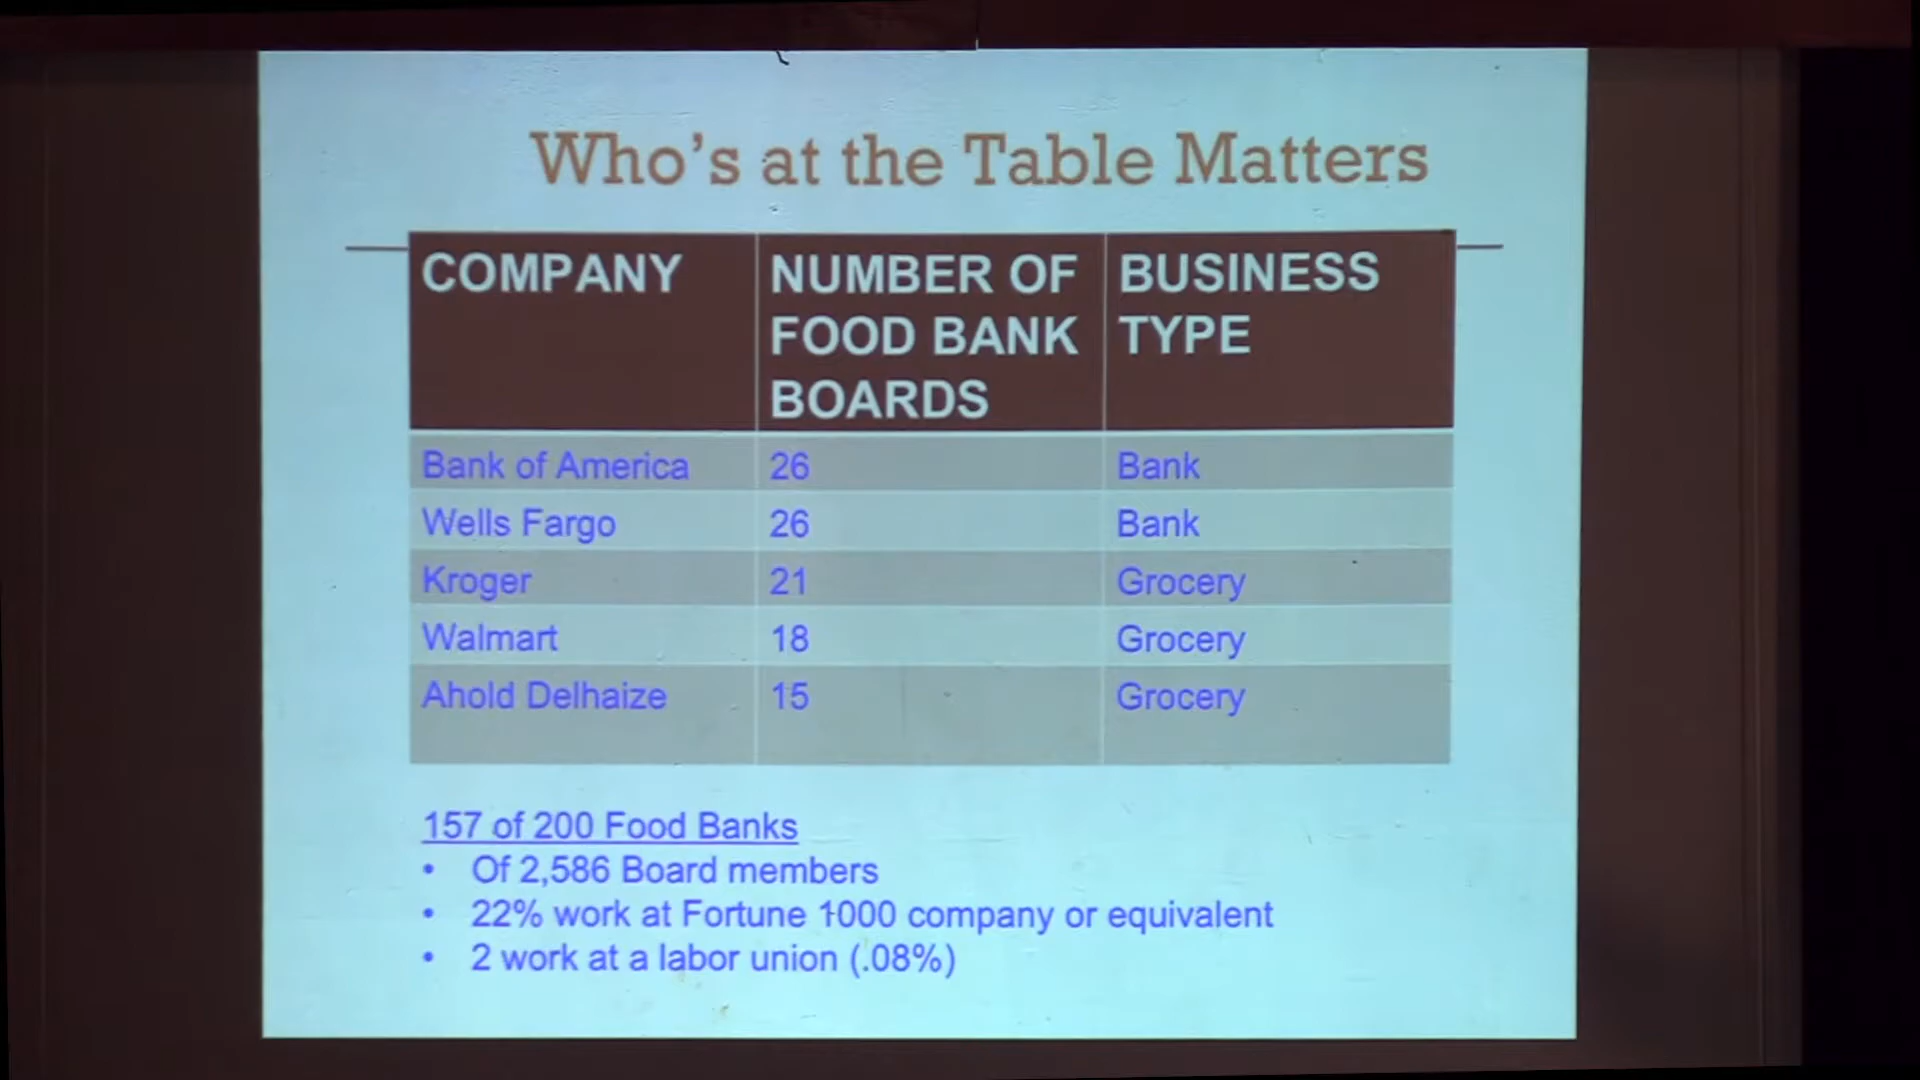 Who's at the Table Matters
COMPANY NUMBER OF FOOD BANK BOARDS BUSINESS TYPE
Bank of America 26 Bank
Wells Fargo 26 Bank
Kroger 21 Grocery
Walmart 18 Grocery
Ahold Delhaize 15 Grocery
157 of 200 Food Banks
• Of 2,586 Board members
• 22% work at Fortune 1000 company or equivalent
• 2 work at a labor union (.08%)